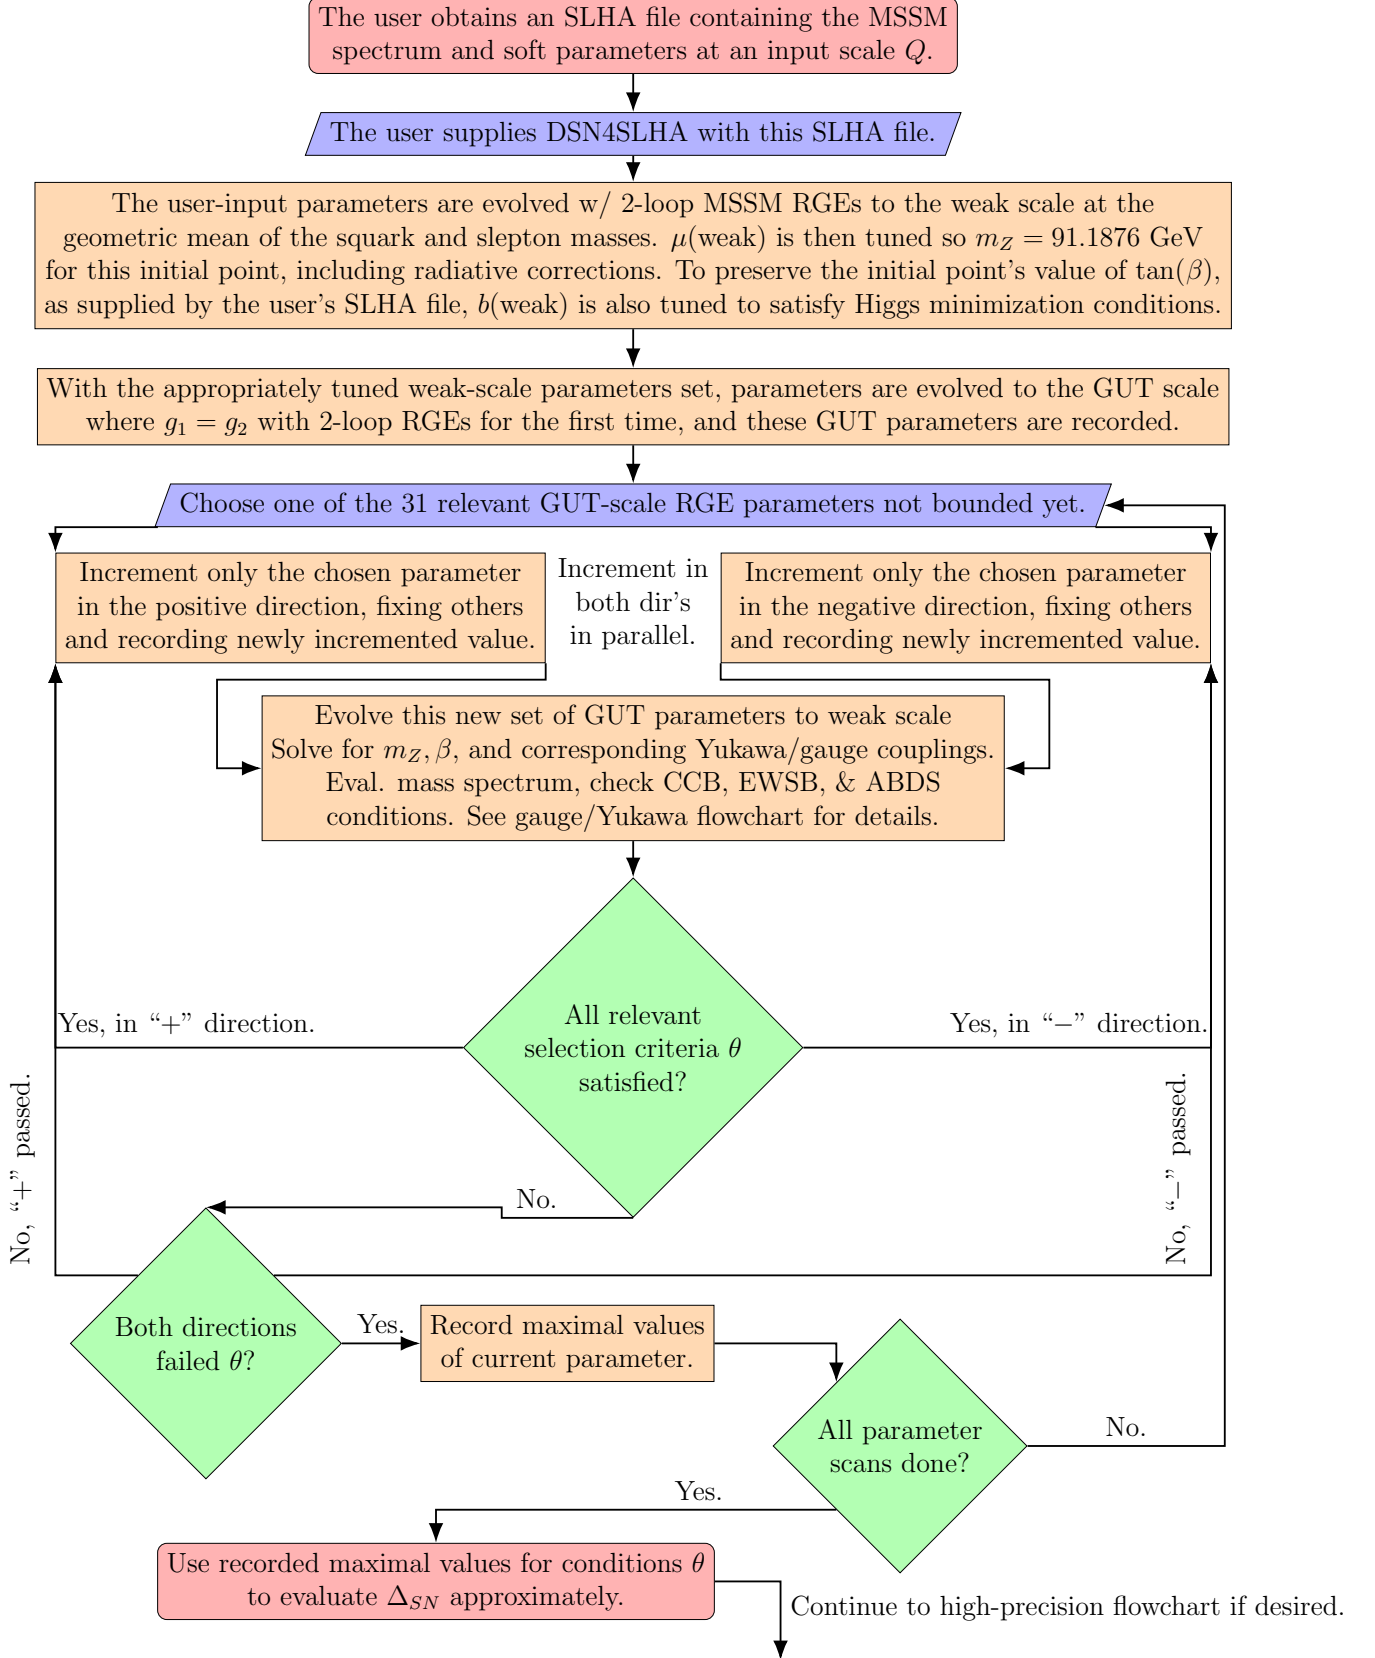 The user obtains an SLHA file containing the MSSM
spectrum and soft parameters at an input scale Q.
The user supplies DSN4SLHA with this SLHA file.
The user-input parameters are evolved w/ 2-loop MSSM RGEs to the weak scale at the
geometric mean of the squark and slepton masses. μ(weak) is then tuned so m_Z = 91.1876 GeV
for this initial point, including radiative corrections. To preserve the initial point's value of tan(β),
as supplied by the user's SLHA file, b(weak) is also tuned to satisfy Higgs minimization conditions.
With the appropriately tuned weak-scale parameters set, parameters are evolved to the GUT scale
where g_1 = g_2 with 2-loop RGEs for the first time, and these GUT parameters are recorded.
Choose one of the 31 relevant GUT-scale RGE parameters not bounded yet.
Increment only the chosen parameter
in the positive direction, fixing others
and recording newly incremented value.
Increment in
both dir's
in parallel.
Increment only the chosen parameter
in the negative direction, fixing others
and recording newly incremented value.
Evolve this new set of GUT parameters to weak scale
Solve for m_Z, β, and corresponding Yukawa/gauge couplings.
Eval. mass spectrum, check CCB, EWSB, & ABDS
conditions. See gauge/Yukawa flowchart for details.
Yes, in “+” direction.
All relevant
selection criteria θ
satisfied?
Yes, in “−” direction.
No, “+” passed.
No, “−” passed.
No.
Both directions
failed θ?
Yes.
Record maximal values
of current parameter.
All parameter
scans done?
No.
Yes.
Use recorded maximal values for conditions θ
to evaluate Δ_SN approximately.
Continue to high-precision flowchart if desired.